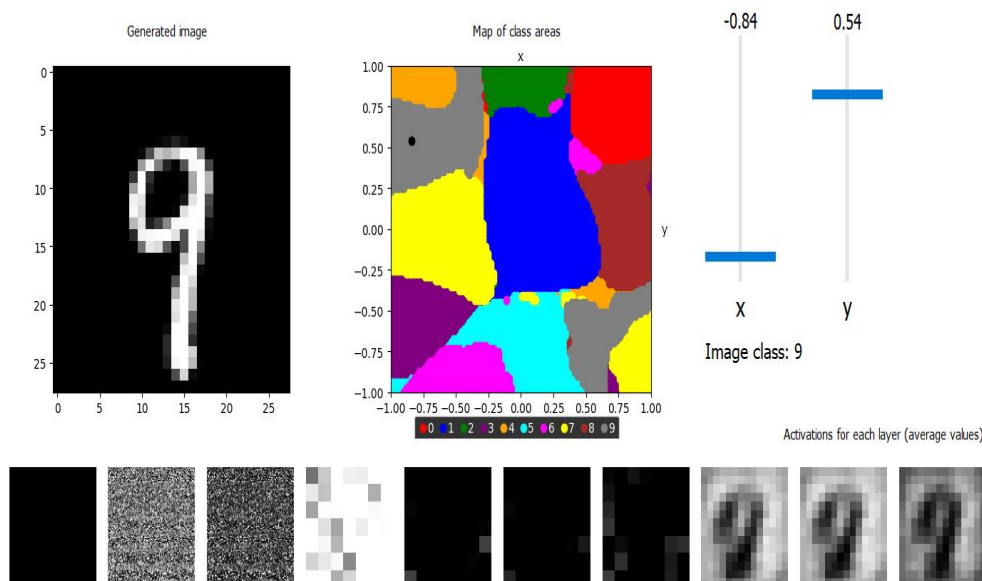 Generated image
0
5
10
15
20
25
0 5 10 15 20 25
Map of class areas
x
1.00
0.75
0.50
0.25
0.00
−0.25
−0.50
−0.75
−1.00
y
−1.00 −0.75 −0.50 −0.25 0.00 0.25 0.50 0.75 1.00
0 1 2 3 4 5 6 7 8 9
-0.84 0.54
x y
Image class: 9
Activations for each layer (average values)